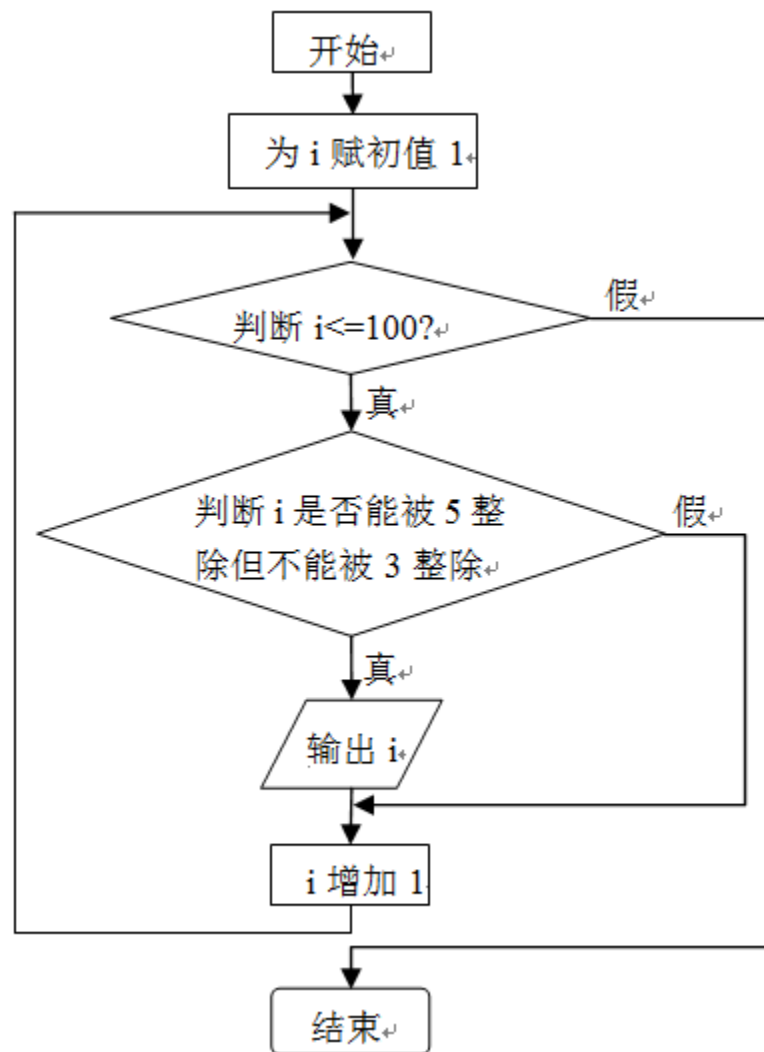 开始
为 i 赋初值 1
假
判断 i<=100?
真
判断 i 是否能被 5 整
除但不能被 3 整除
假
真
输出 i
i 增加 1
结束